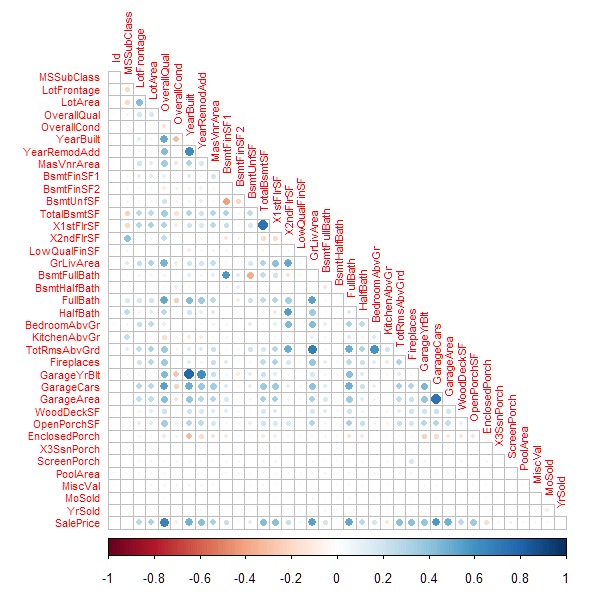 Id
MSSubClass
LotFrontage
LotArea
OverallQual
OverallCond
YearBuilt
YearRemodAdd
MasVnrArea
BsmtFinSF1
BsmtFinSF2
BsmtUnfSF
TotalBsmtSF
X1stFlrSF
X2ndFlrSF
LowQualFinSF
GrLivArea
BsmtFullBath
BsmtHalfBath
FullBath
HalfBath
BedroomAbvGr
KitchenAbvGr
TotRmsAbvGrd
Fireplaces
GarageYrBlt
GarageCars
GarageArea
WoodDeckSF
OpenPorchSF
EnclosedPorch
X3SsnPorch
ScreenPorch
PoolArea
MiscVal
MoSold
YrSold
MSSubClass
LotFrontage
LotArea
OverallQual
OverallCond
YearBuilt
YearRemodAdd
MasVnrArea
BsmtFinSF1
BsmtFinSF2
BsmtUnfSF
TotalBsmtSF
X1stFlrSF
X2ndFlrSF
LowQualFinSF
GrLivArea
BsmtFullBath
BsmtHalfBath
FullBath
HalfBath
BedroomAbvGr
KitchenAbvGr
TotRmsAbvGrd
Fireplaces
GarageYrBlt
GarageCars
GarageArea
WoodDeckSF
OpenPorchSF
EnclosedPorch
X3SsnPorch
ScreenPorch
PoolArea
MiscVal
MoSold
YrSold
SalePrice
-1 -0.8 -0.6 -0.4 -0.2 0 0.2 0.4 0.6 0.8 1